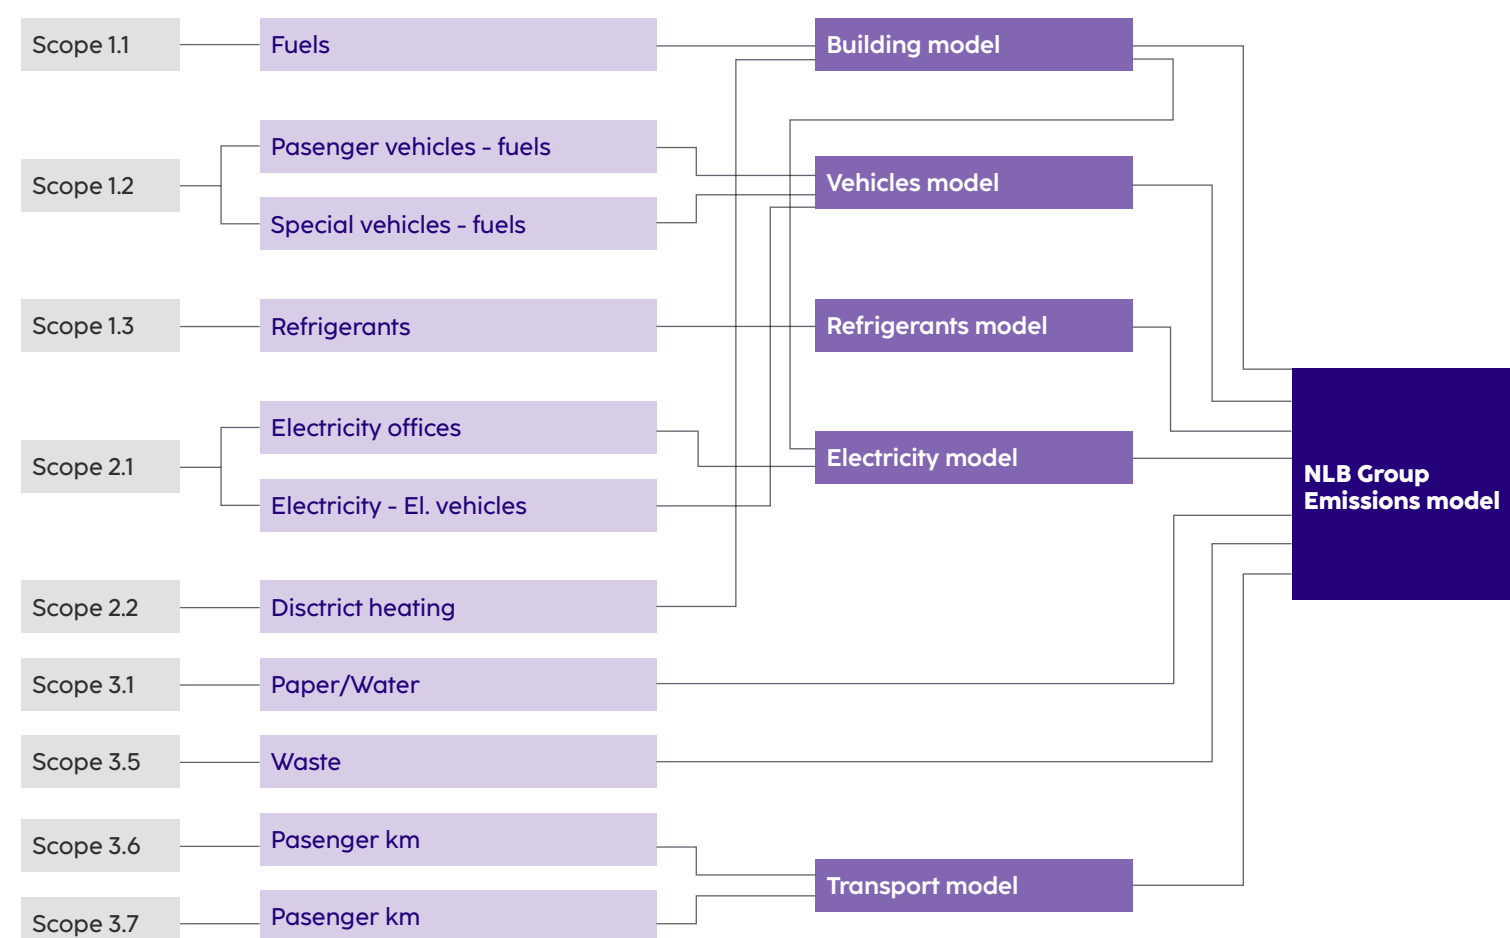 Scope 1.1
Fuels
Building model
Scope 1.2
Pasenger vehicles - fuels
Special vehicles - fuels
Vehicles model
Scope 1.3
Refrigerants
Refrigerants model
Scope 2.1
Electricity offices
Electricity - El. vehicles
Electricity model
NLB Group
Emissions model
Scope 2.2
Disctrict heating
Scope 3.1
Paper/Water
Scope 3.5
Waste
Scope 3.6
Pasenger km
Transport model
Scope 3.7
Pasenger km